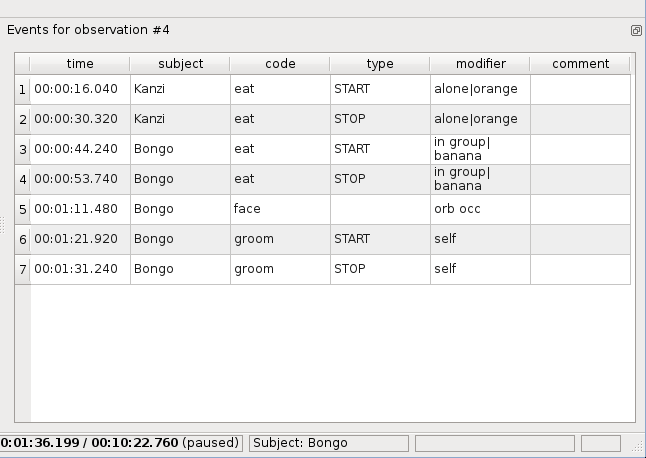 Events for observation #4
time subject code type modifier comment
1 00:00:16.040 Kanzi eat START alone|orange
2 00:00:30.320 Kanzi eat STOP alone|orange
3 00:00:44.240 Bongo eat START in group|
banana
4 00:00:53.740 Bongo eat STOP in group|
banana
5 00:01:11.480 Bongo face orb occ
6 00:01:21.920 Bongo groom START self
7 00:01:31.240 Bongo groom STOP self
0:01:36.199 / 00:10:22.760 (paused) Subject: Bongo